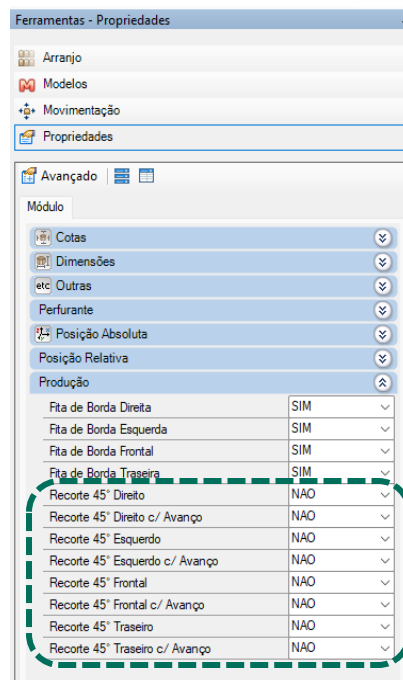 Ferramentas - Propriedades
Arranjo
Modelos
Movimentação
Propriedades
Avançado
Módulo
Cotas
Dimensões
etc Outras
Perfurante
Posição Absoluta
Posição Relativa
Produção
Fita de Borda Direita SIM
Fita de Borda Esquerda SIM
Fita de Borda Frontal SIM
Fita de Borda Traseira SIM
Recorte 45° Direito NAO
Recorte 45° Direito c/ Avanço NAO
Recorte 45° Esquerdo NAO
Recorte 45° Esquerdo c/ Avanço NAO
Recorte 45° Frontal NAO
Recorte 45° Frontal c/ Avanço NAO
Recorte 45° Traseiro NAO
Recorte 45° Traseiro c/ Avanço NAO